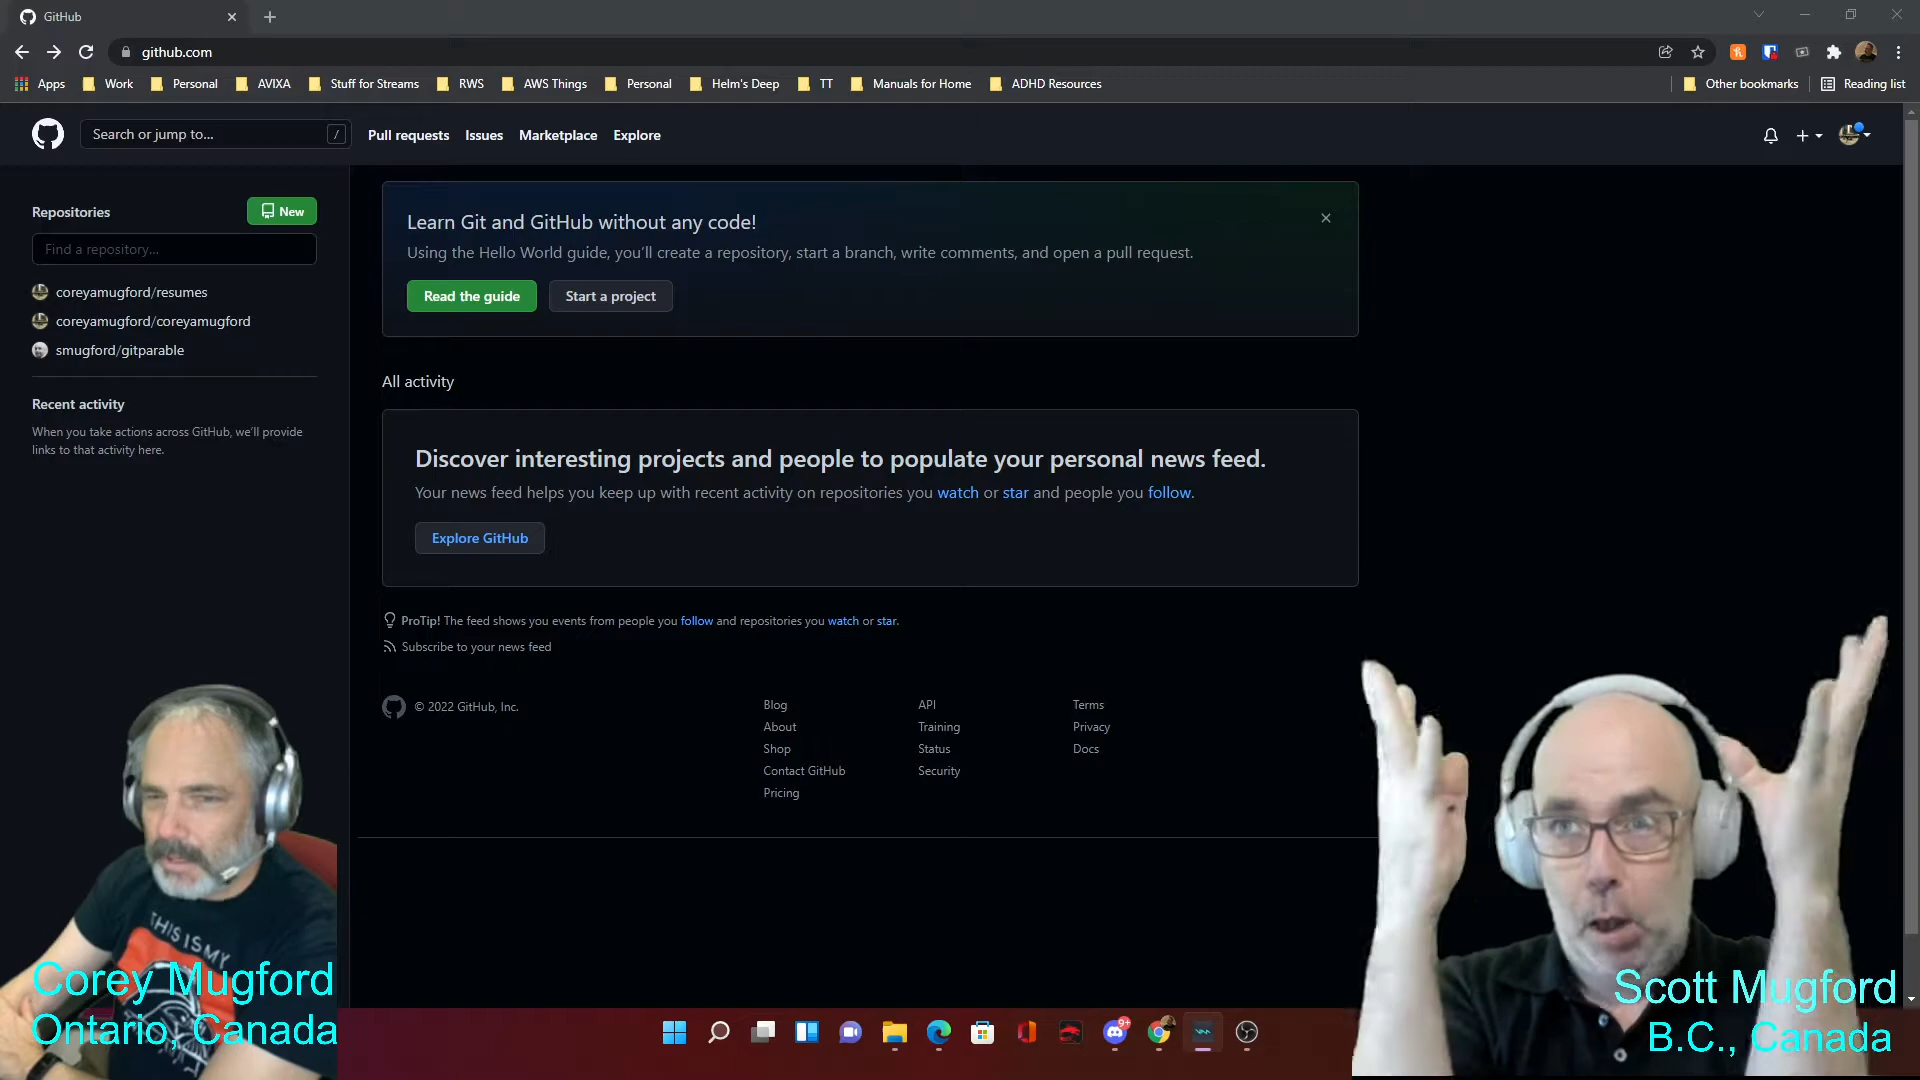 GitHub
github.com
Apps Work Personal AVIXA Stuff for Streams RWS AWS Things Personal Helm's Deep TT Manuals for Home ADHD Resources Other bookmarks Reading list
Search or jump to... / Pull requests Issues Marketplace Explore
Repositories New
Find a repository...
coreyamugford/resumes
coreyamugford/coreyamugford
smugford/gitparable
Recent activity
When you take actions across GitHub, we'll provide
links to that activity here.
Learn Git and GitHub without any code!
Using the Hello World guide, you'll create a repository, start a branch, write comments, and open a pull request.
Read the guide Start a project
All activity
Discover interesting projects and people to populate your personal news feed.
Your news feed helps you keep up with recent activity on repositories you watch or star and people you follow.
Explore GitHub
ProTip! The feed shows you events from people you follow and repositories you watch or star.
Subscribe to your news feed
© 2022 GitHub, Inc.
Blog API Terms
About Training Privacy
Shop Status Docs
Contact GitHub Security
Pricing
THIS IS MY
Corey Mugford
Ontario, Canada
Scott Mugford
B.C., Canada
9+